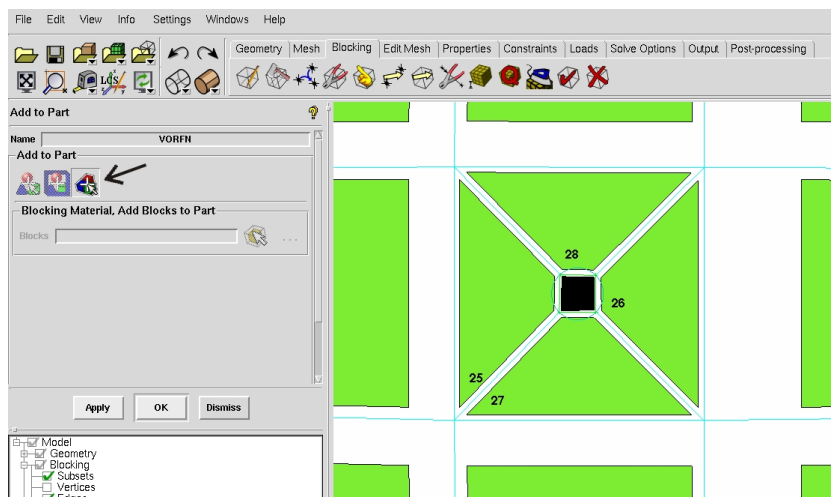 File Edit View Info Settings Windows Help
Geometry Mesh Blocking Edit Mesh Properties Constraints Loads Solve Options Output Post-processing
Add to Part
Name VORFN
Add to Part
Blocking Material, Add Blocks to Part
Blocks
...
Apply OK Dismiss
Model
Geometry
Blocking
Subsets
Vertices
Edges
28
26
25
27